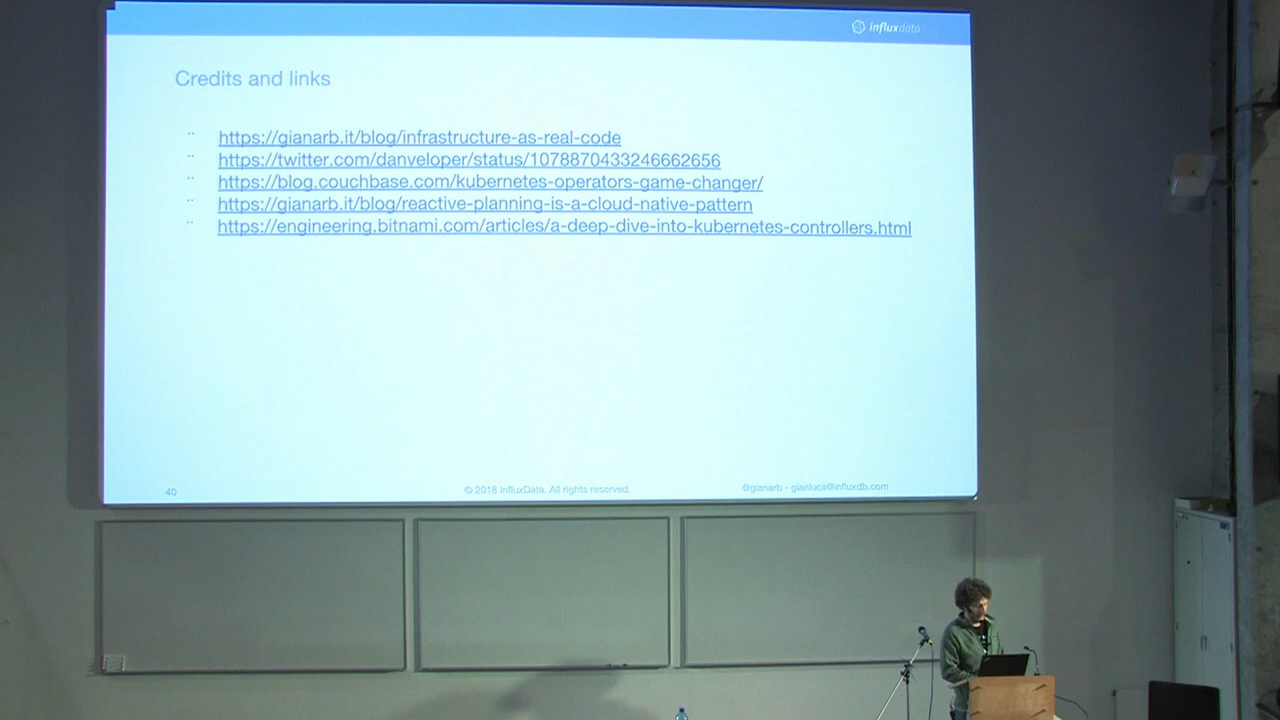 influxdata
Credits and links
https://gianarb.it/blog/infrastructure-as-real-code
https://twitter.com/danveloper/status/1078870433246662656
https://blog.couchbase.com/kubernetes-operators-game-changer/
https://gianarb.it/blog/reactive-planning-is-a-cloud-native-pattern
https://engineering.bitnami.com/articles/a-deep-dive-into-kubernetes-controllers.html
40
© 2018 InfluxData. All rights reserved.
@gianarb - gianluca@influxdb.com